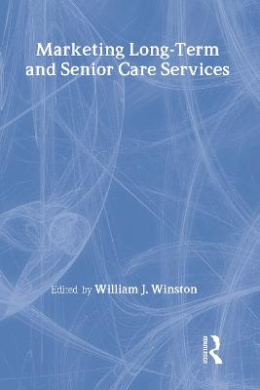 Marketing Long-Term
and Senior Care Services
Edited by William J. Winston
ROUTLEDGE